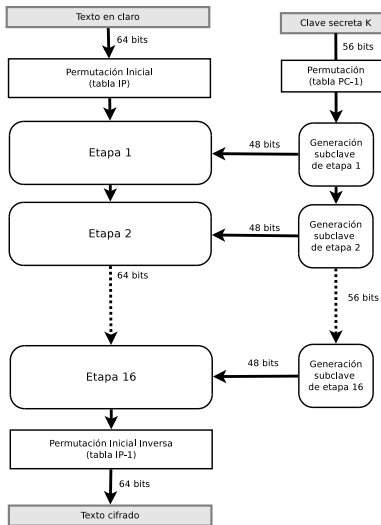 Texto en claro
Clave secreta K
64 bits
56 bits
Permutación Inicial
(tabla IP)
Permutación
(tabla PC-1)
Etapa 1
48 bits
Generación
subclave
de etapa 1
Etapa 2
48 bits
Generación
subclave
de etapa 2
64 bits
56 bits
Etapa 16
48 bits
Generación
subclave
de etapa 16
Permutación Inicial Inversa
(tabla IP-1)
64 bits
Texto cifrado